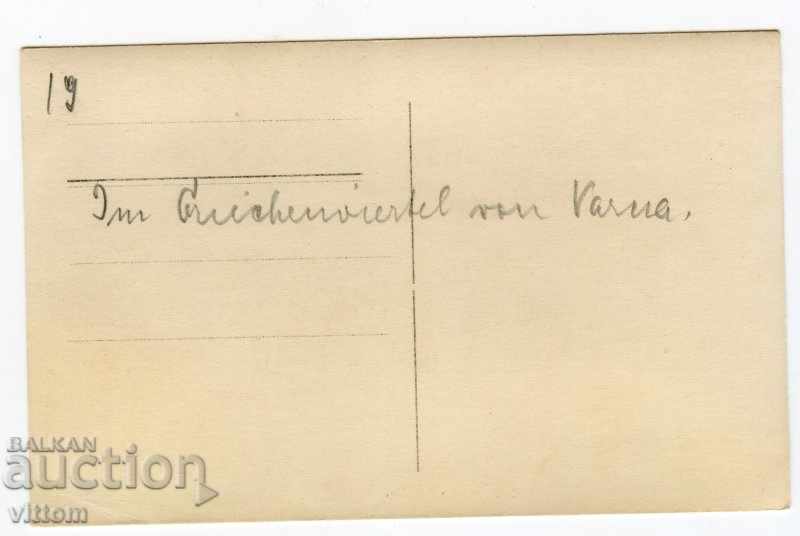 19
Im Griechenviertel von Varna.
BALKAN
auction
vittom